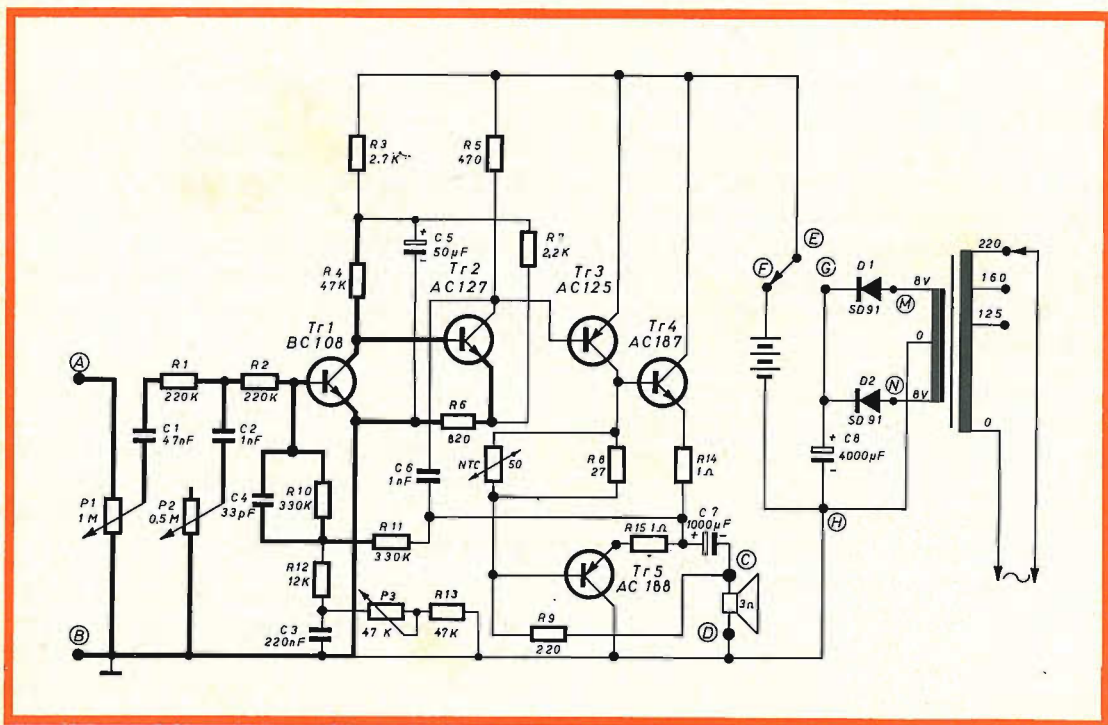 R3
2.7K
R5
470
C5
50µF
+
-
R7
2,2K
E
F
G
D1
SD91
8V
M
220
160
125
0
R4
47K
Tr2
AC127
Tr3
AC125
Tr4
AC187
Tr1
BC108
A
R1
220K
R2
220K
D2
SD91
N
8V
0
R6
820
C1
47nF
C2
1nF
NTC
50
R8
27
R14
1Ω
C8
4000µF
+
-
C6
1nF
P1
1M
P2
0,5M
C4
33pF
R10
330K
R11
330K
R15 1Ω
C7
1000µF
+
-
H
C
Tr5
AC188
3Ω
R12
12K
P3
47K
R13
47K
R9
220
D
B
C3
220nF